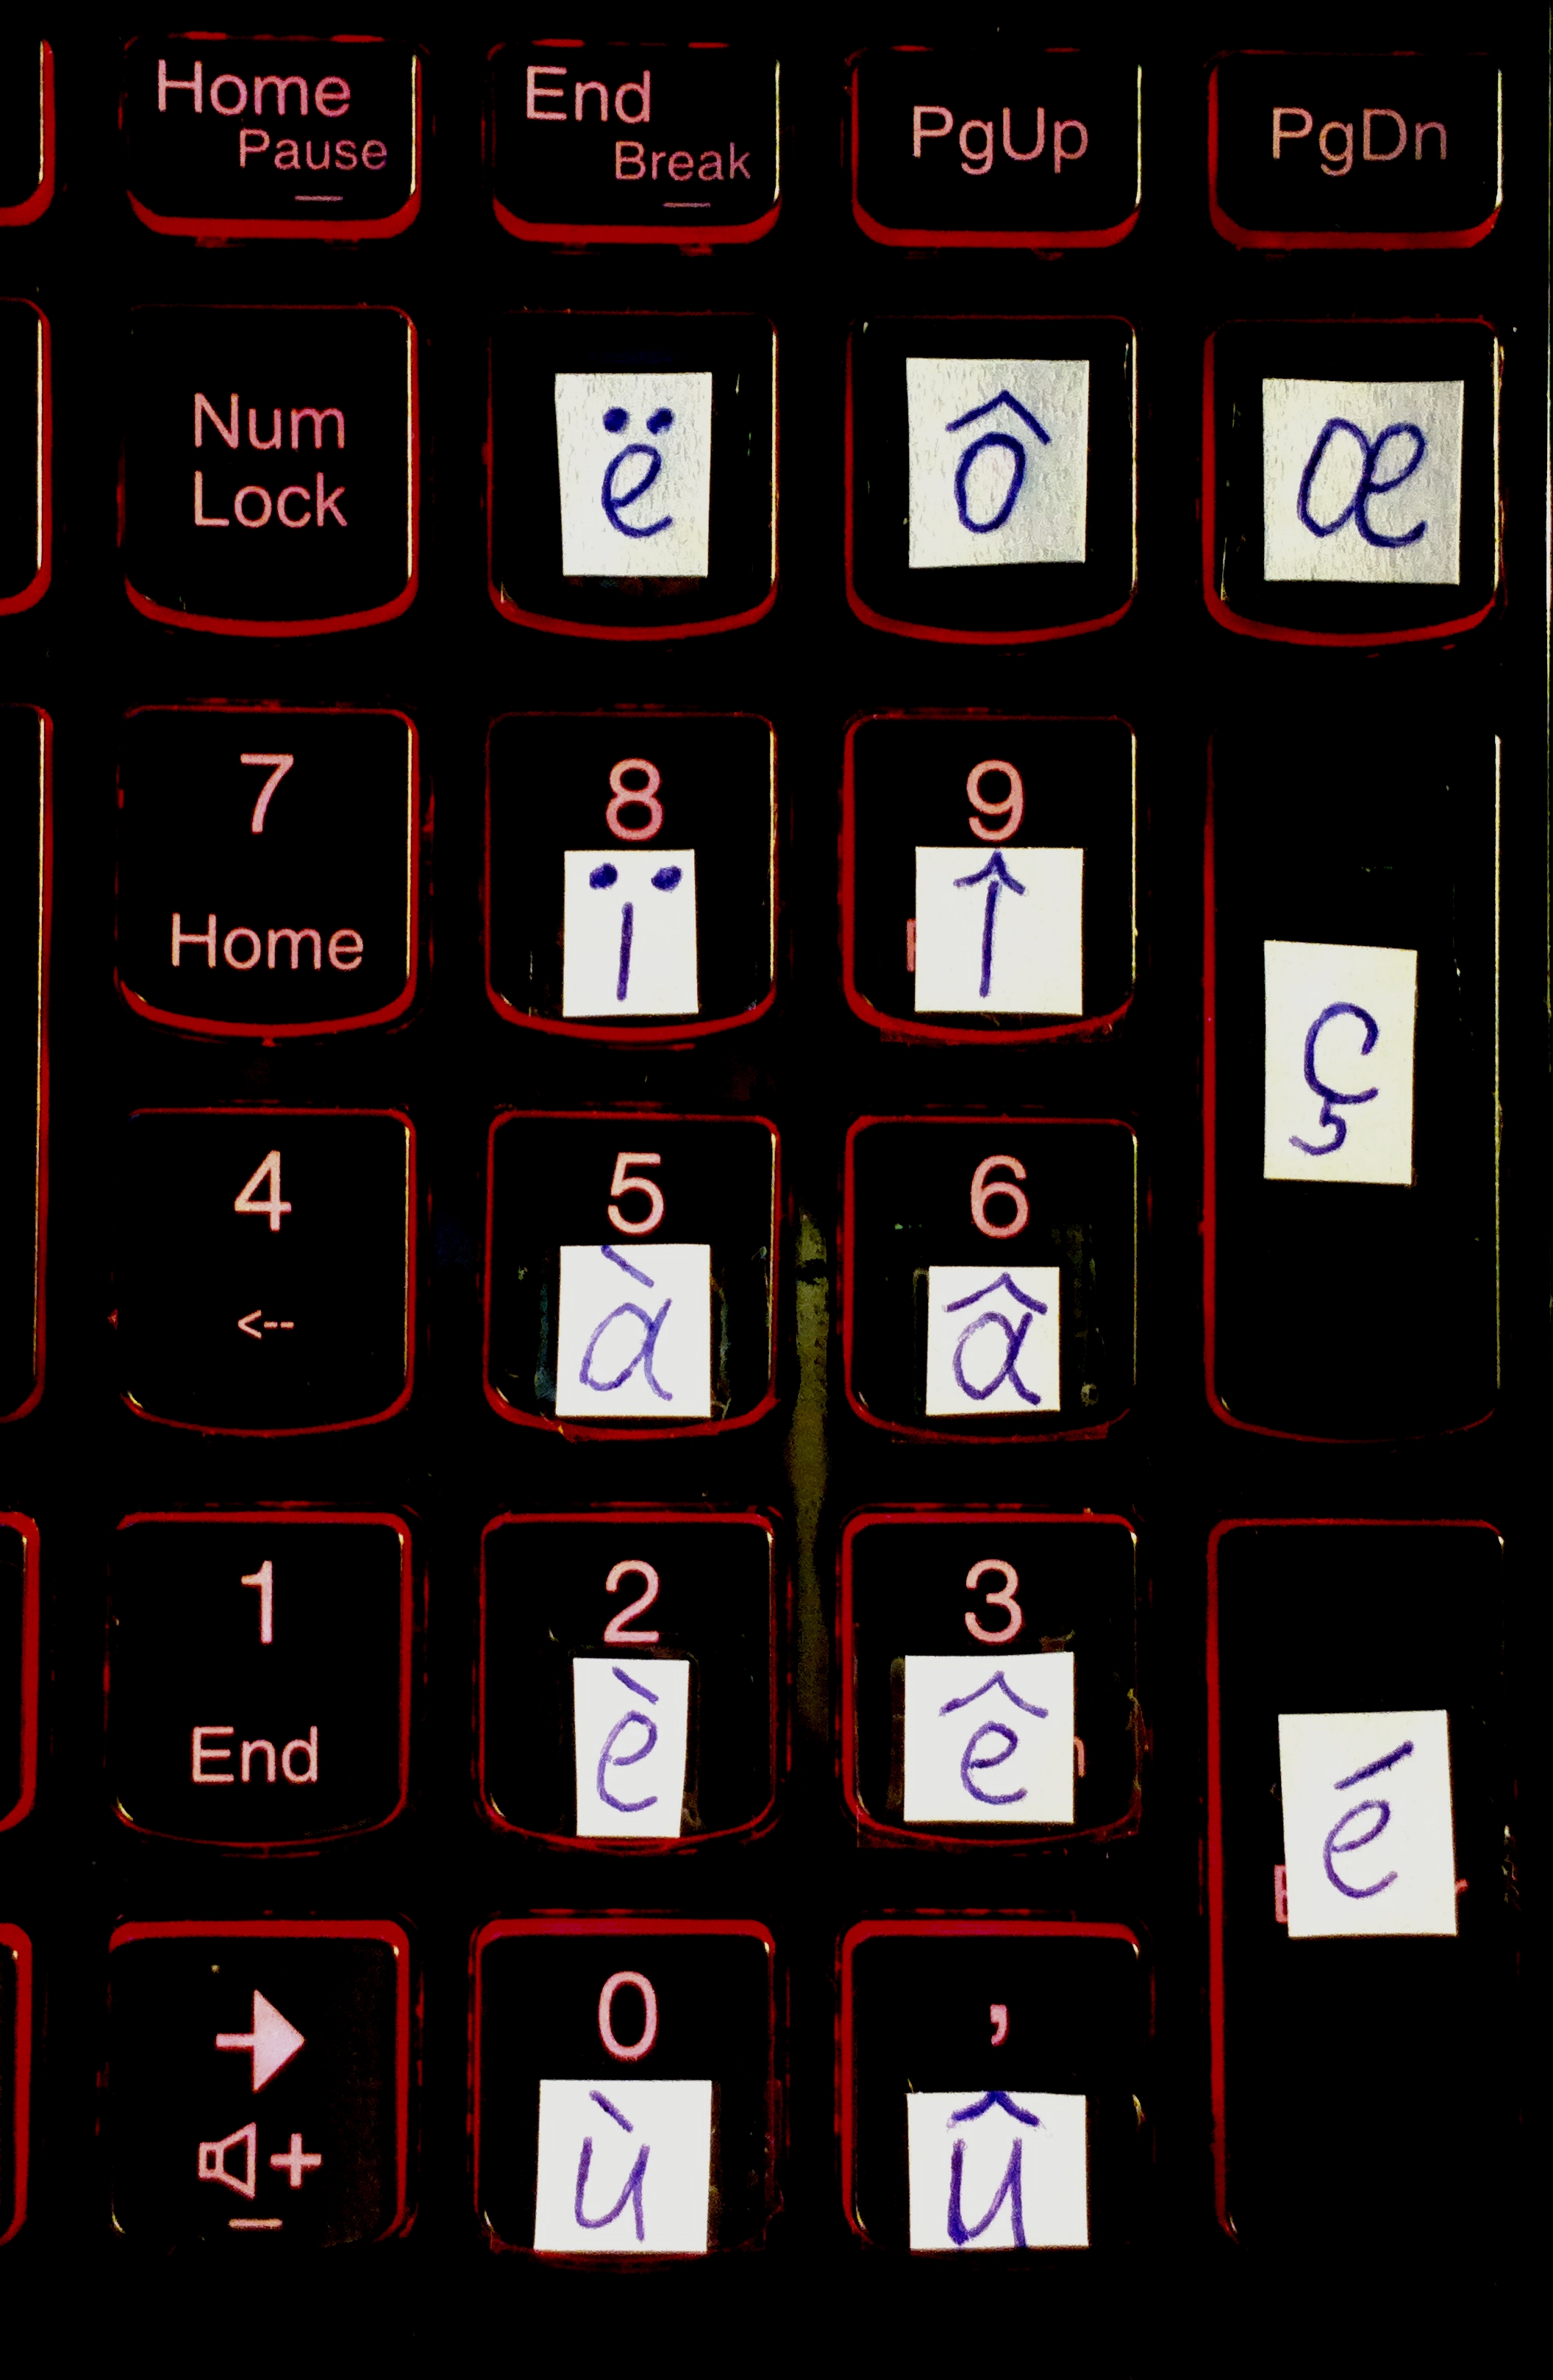 Home
Pause
End
Break
PgUp
PgDn
Num
Lock
ë
ô
œ
7
Home
8
ï
9
î
ç
4
<--
5
à
6
â
1
End
2
è
3
ê
é
+
0
ù
,
û